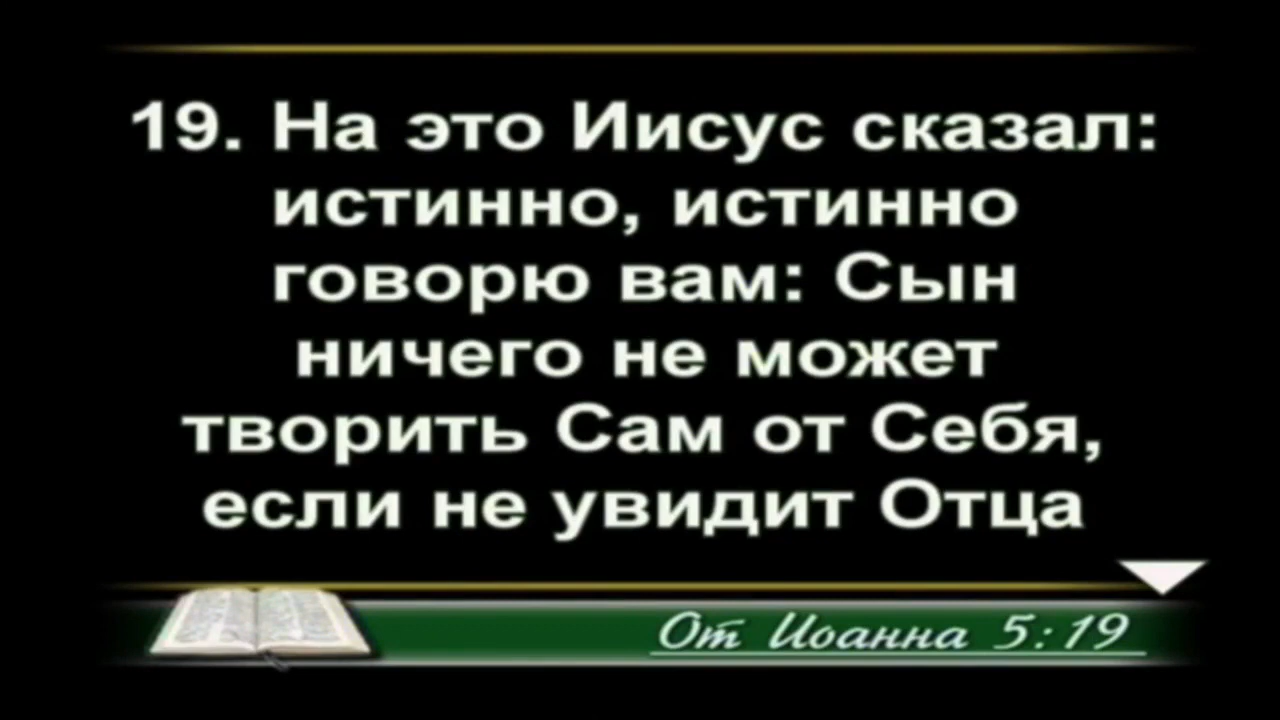 19. На это Иисус сказал:
истинно, истинно
говорю вам: Сын
ничего не может
творить Сам от Себя,
если не увидит Отца
От Иоанна 5:19